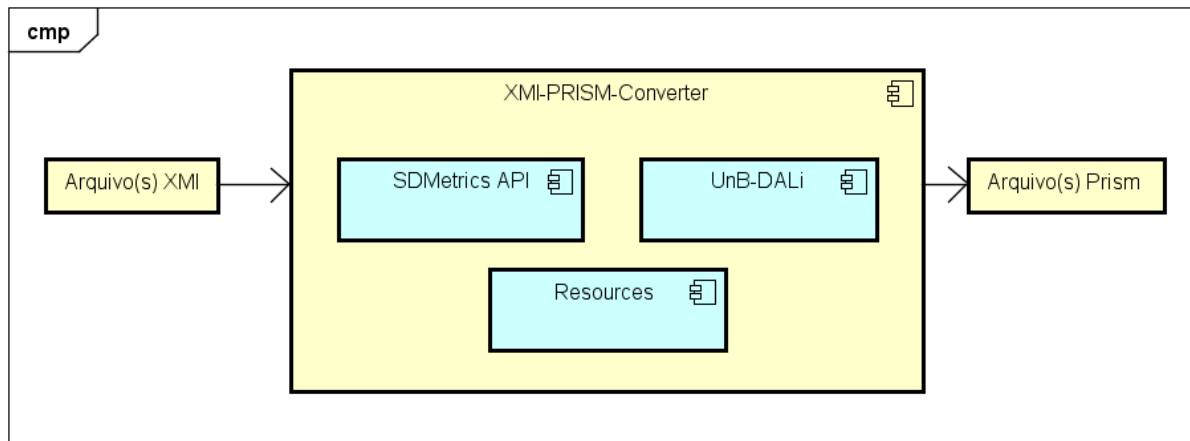 cmp
XMI-PRISM-Converter
Arquivo(s) XMI
SDMetrics API
UnB-DALi
Arquivo(s) Prism
Resources